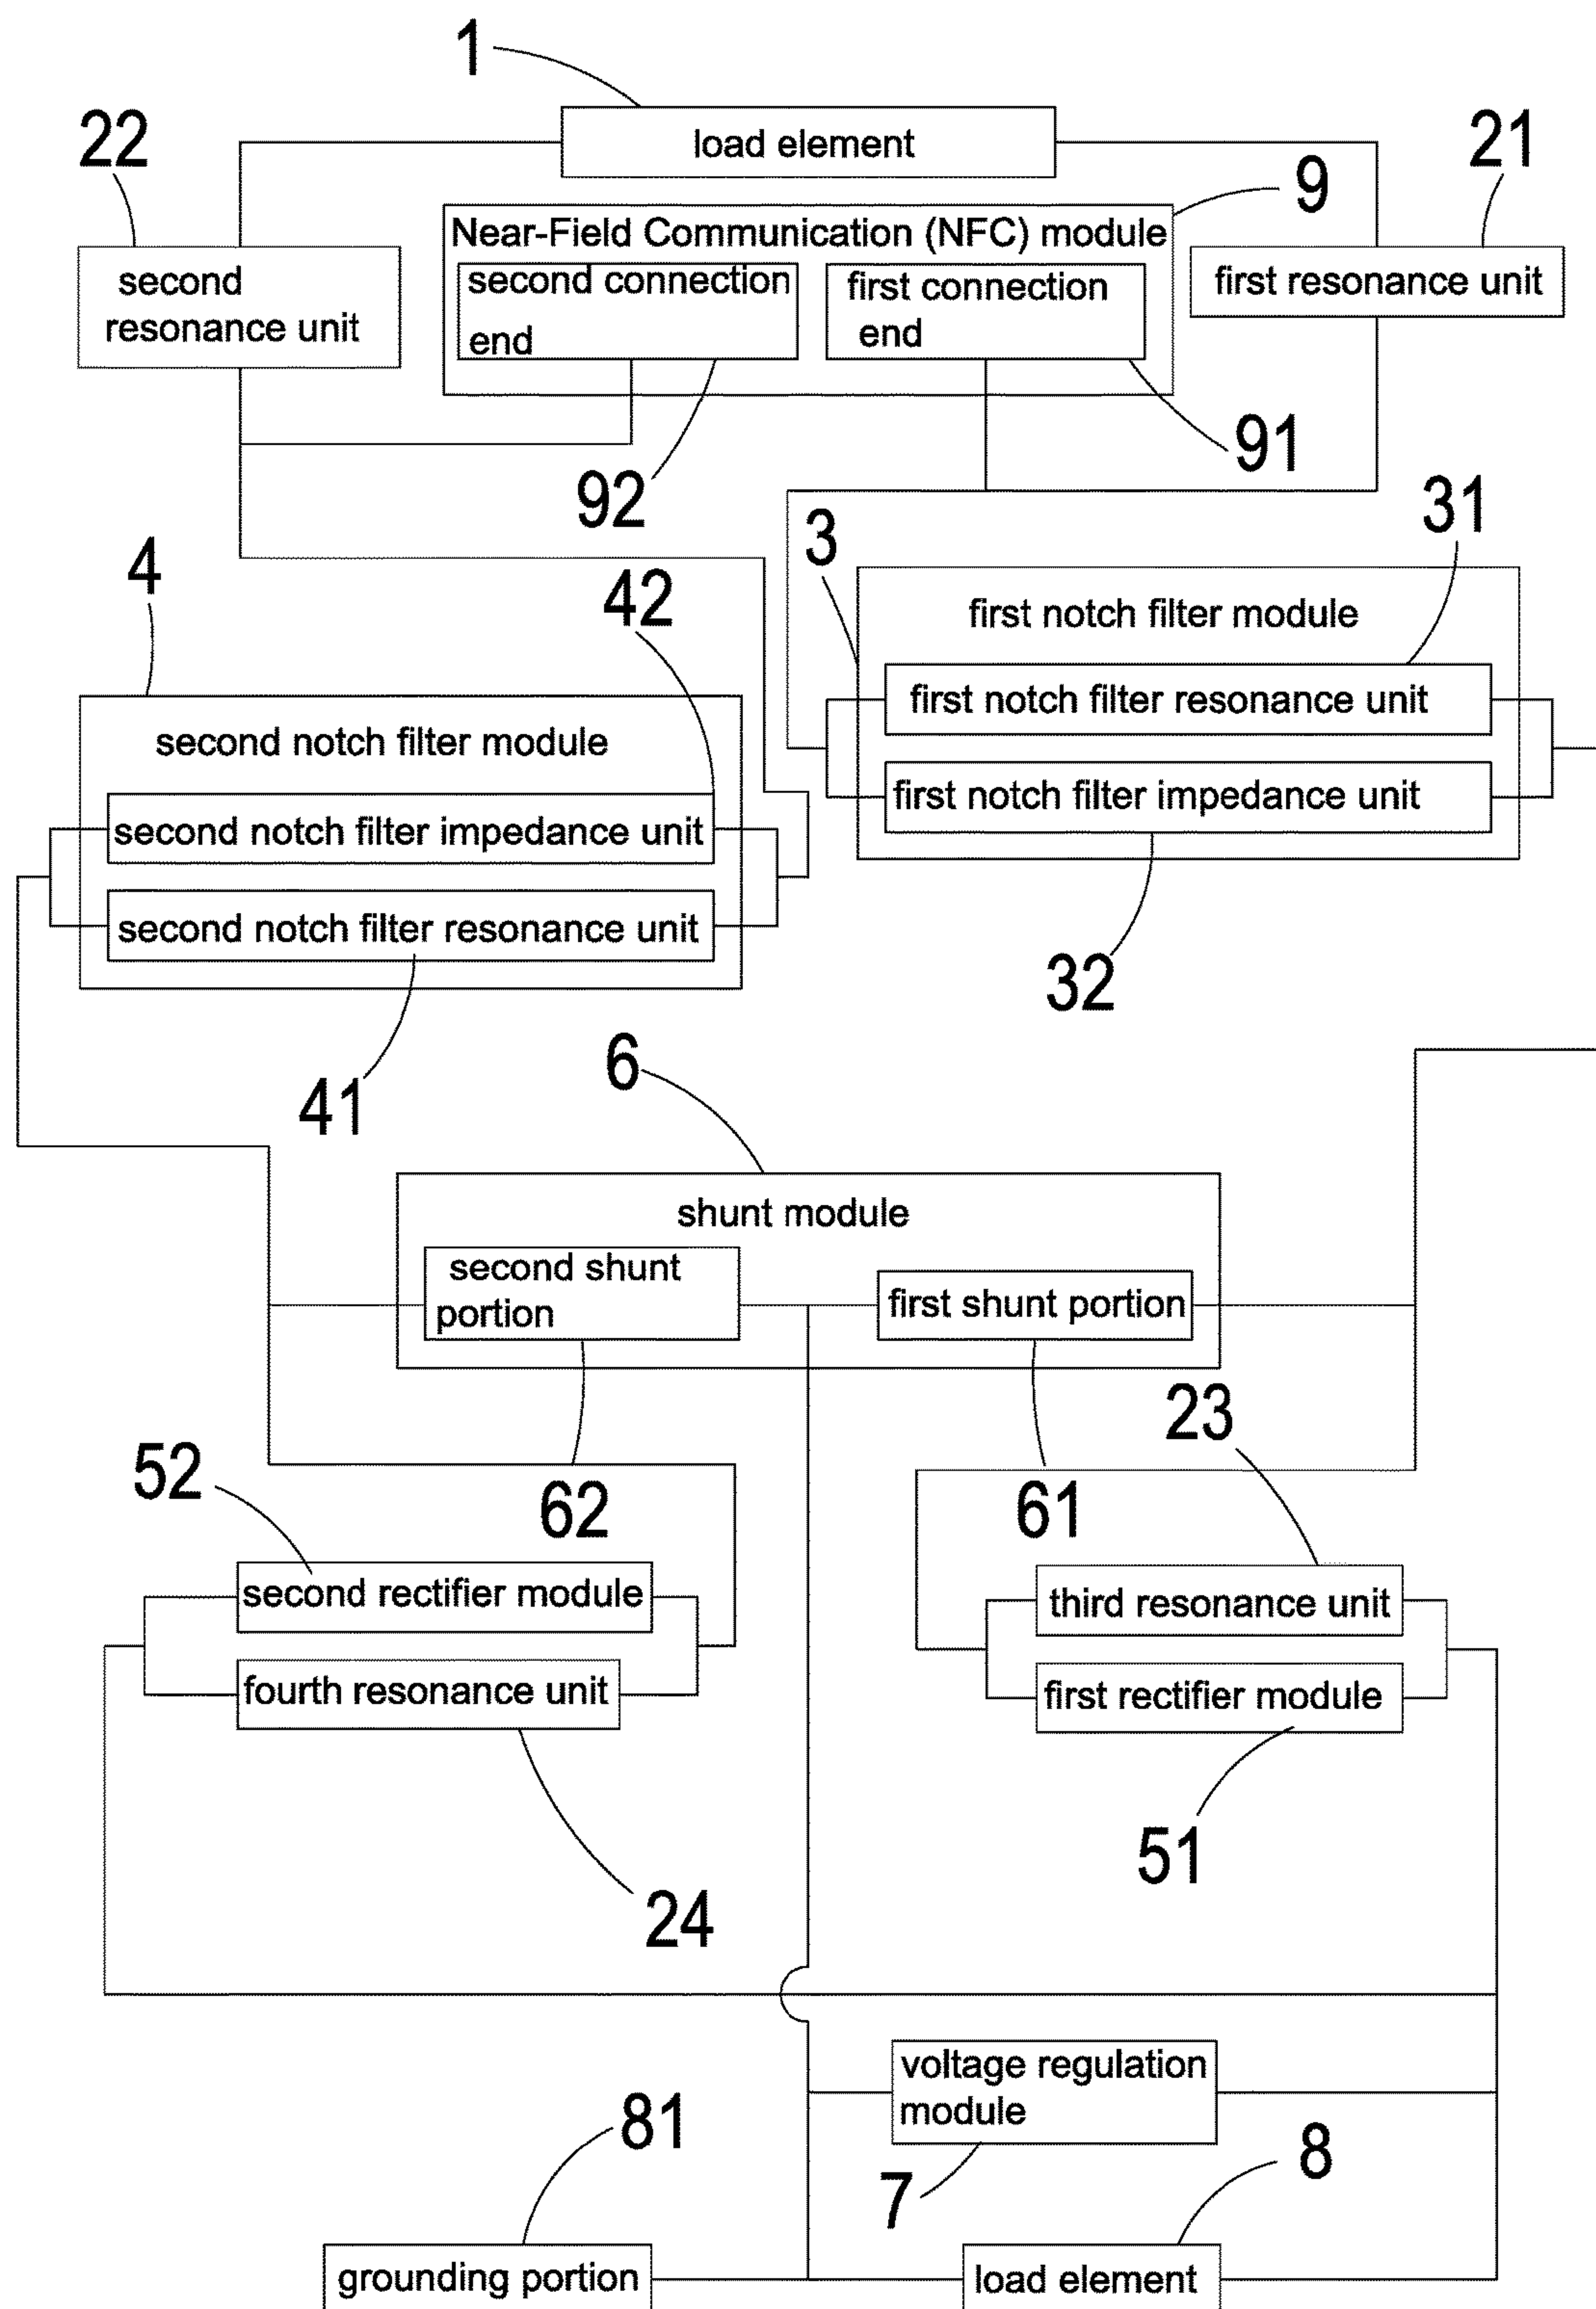 1
load element
22
21
9
Near-Field Communication (NFC) module
second
resonance unit
second connection
end
first connection
end
first resonance unit
92
91
3
31
4
42
first notch filter module
first notch filter resonance unit
first notch filter impedance unit
second notch filter module
second notch filter impedance unit
second notch filter resonance unit
32
41
6
shunt module
second shunt
portion
first shunt portion
23
52
62
61
second rectifier module
fourth resonance unit
third resonance unit
first rectifier module
51
24
voltage regulation
module
81
7
8
grounding portion
load element